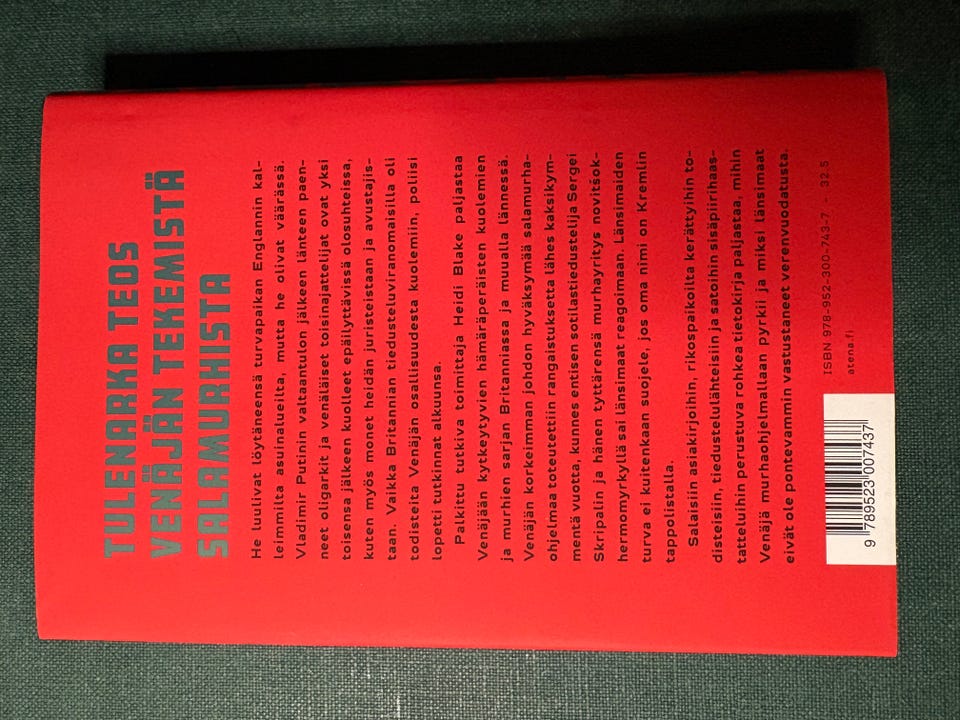 TULENARKA TEOS
VENÄJÄN TEKEMISTÄ
SALAMURHISTA
He luulivat löytäneensä turvapaikan Englannin kal-
leimmilta asuinalueilta, mutta he olivat väärässä.
Vladimir Putinin valtaantulon jälkeen länteen paen-
neet oligarkit ja venäläiset toisinajattelijat ovat yksi
toisensa jälkeen kuolleet epäilyttävissä olosuhteissa,
kuten myös monet heidän juristeistaan ja avustajis-
taan. Vaikka Britannian tiedusteluviranomaisilla oli
todisteita Venäjän osallisuudesta kuolemiin, poliisi
lopetti tutkinnat alkuunsa.
Palkittu tutkiva toimittaja Heidi Blake paljastaa
Venäjään kytkeytyvien hämäräperäisten kuolemien
ja murhien sarjan Britanniassa ja muualla lännessä.
Venäjän korkeimman johdon hyväksymää salamurha-
ohjelmaa toteutettiin rangaistuksetta lähes kaksikym-
mentä vuotta, kunnes entisen sotilastiedustelija Sergei
Skripalin ja hänen tyttärensä murhayritys novitšok-
hermomyrkyllä sai länsimaat reagoimaan. Länsimaiden
turva ei kuitenkaan suojele, jos oma nimi on Kremlin
tappolistalla.
Salaisiin asiakirjoihin, rikospaikoilta kerättyihin to-
disteisiin, tiedustelulähteisiin ja satoihin sisäpiirihaas-
tatteluihin perustuva rohkea tietokirja paljastaa, mihin
Venäjä murhaohjelmallaan pyrkii ja miksi länsimaat
eivät ole pontevammin vastustaneet verenvuodatusta.
ISBN 978-952-300-743-7 - 32.5
atena.fi
9 789523 007437